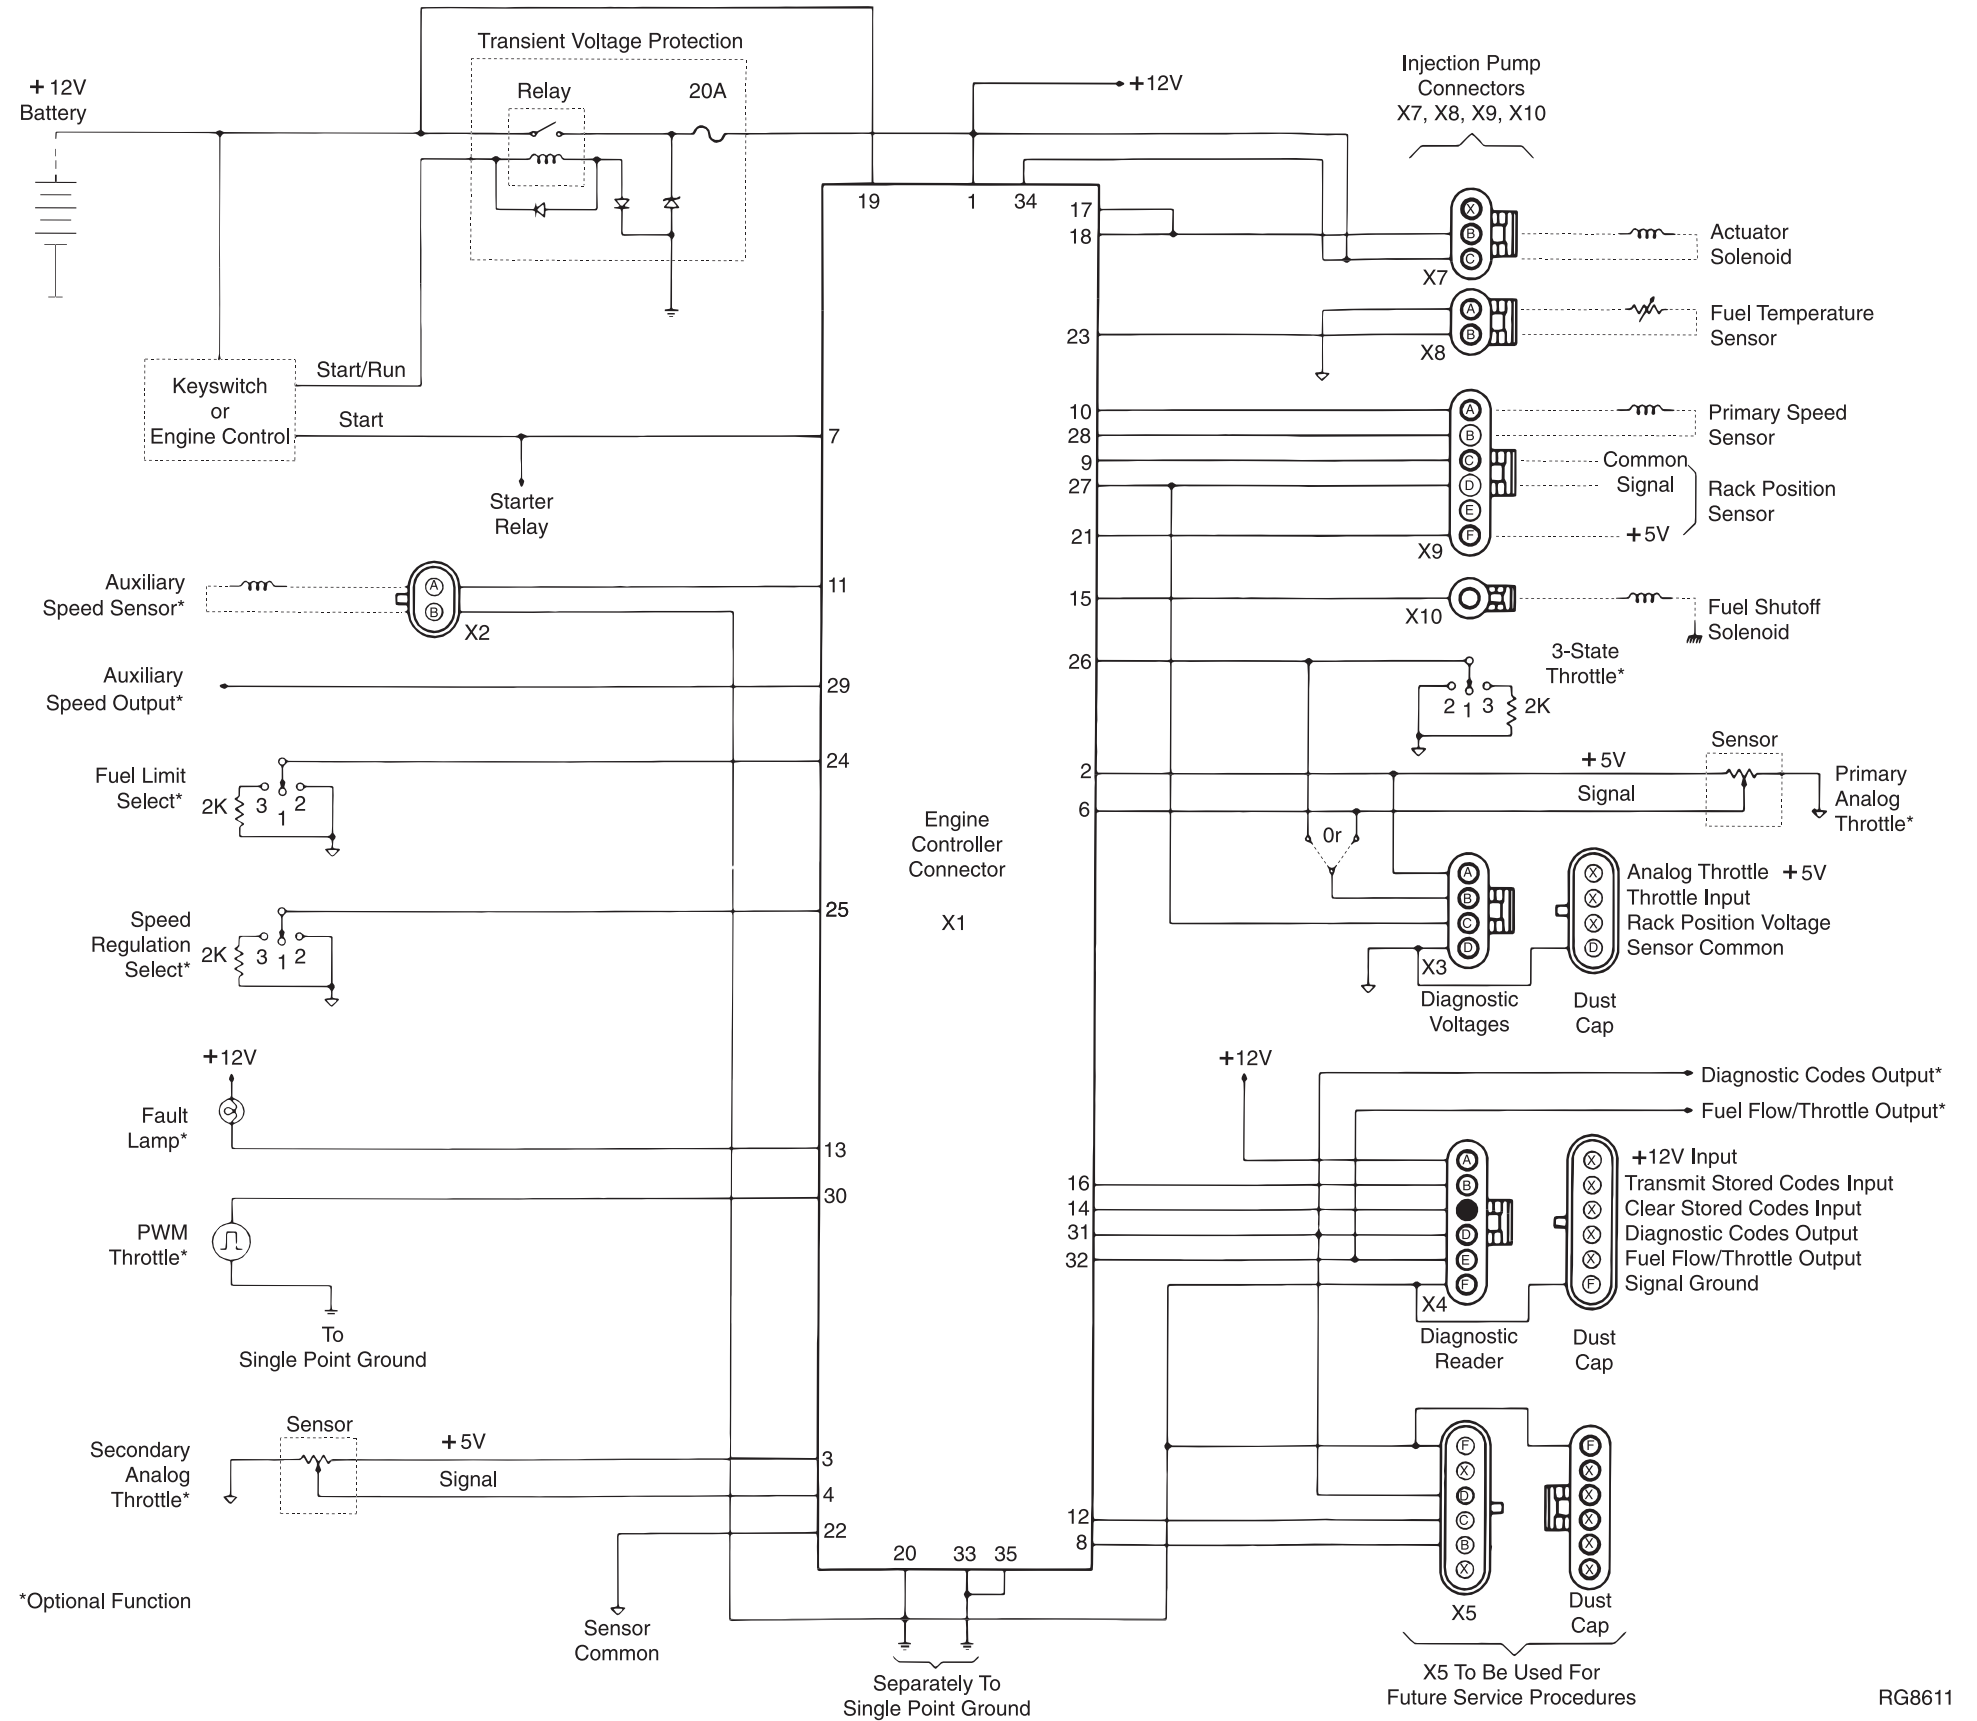 Transient Voltage Protection
+12V
Battery
Relay
20A
+12V
Injection Pump
Connectors
X7, X8, X9, X10
19
1
34
17
18
X
B
C
X7
Actuator
Solenoid
23
A
B
X8
Fuel Temperature
Sensor
Keyswitch
or
Engine Control
Start/Run
Start
7
Starter
Relay
10
28
9
27
21
A
B
C
D
E
F
X9
Primary Speed
Sensor
Common
Signal
+5V
Rack Position
Sensor
Auxiliary
Speed Sensor*
A
B
X2
11
15
X10
Fuel Shutoff
Solenoid
Auxiliary
Speed Output*
29
26
3-State
Throttle*
2 1 3
2K
Fuel Limit
Select*
2K
3 1 2
24
2
6
+5V
Signal
Sensor
Primary
Analog
Throttle*
Engine
Controller
Connector
X1
Or
A
B
C
D
X3
Diagnostic
Voltages
X
X
X
D
Dust
Cap
Analog Throttle +5V
Throttle Input
Rack Position Voltage
Sensor Common
Speed
Regulation
Select*
2K
3 1 2
25
+12V
Fault
Lamp*
13
+12V
Diagnostic Codes Output*
Fuel Flow/Throttle Output*
16
14
31
32
A
B
D
E
F
X4
Diagnostic
Reader
X
X
X
X
X
F
Dust
Cap
+12V Input
Transmit Stored Codes Input
Clear Stored Codes Input
Diagnostic Codes Output
Fuel Flow/Throttle Output
Signal Ground
PWM
Throttle*
30
To
Single Point Ground
Secondary
Analog
Throttle*
Sensor
+5V
Signal
3
4
22
Sensor
Common
20
33
35
Separately To
Single Point Ground
12
8
F
X
D
C
B
X
X5
F
X
X
X
X
X
Dust
Cap
X5 To Be Used For
Future Service Procedures
*Optional Function
RG8611